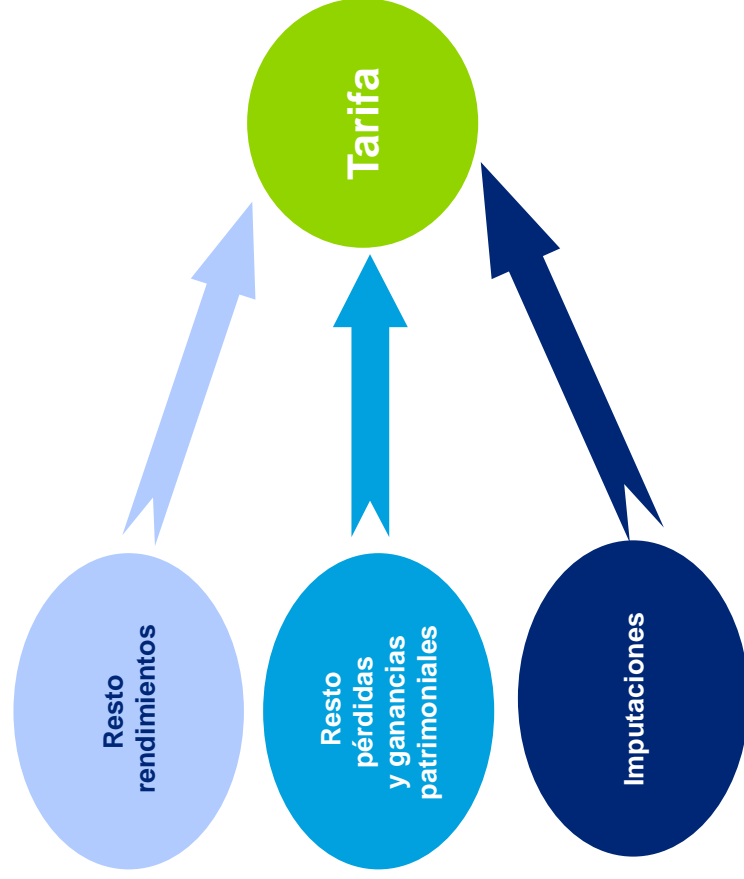 Resto
rendimientos
Resto
pérdidas
y ganancias
patrimoniales
Imputaciones
Tarifa